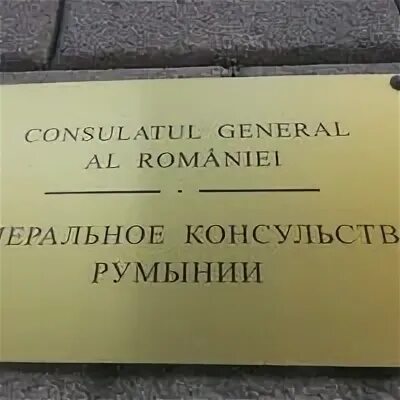 CONSULATUL GENERAL
AL ROMÂNIEI
НЕРАЛЬНОЕ КОНСУЛЬСТВ
РУМЫНИИ